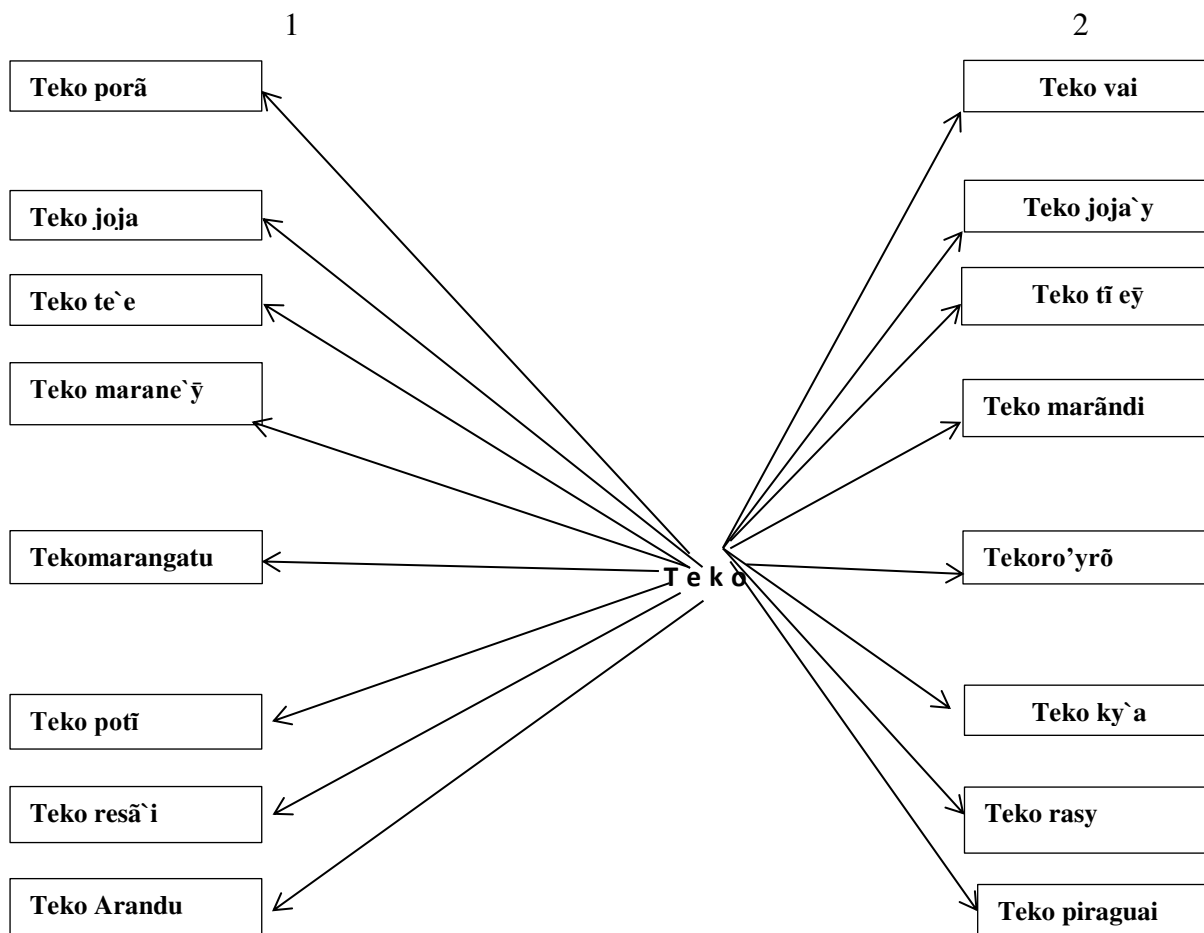 1
2
Teko porã
Teko vai
Teko joja
Teko joja`y
Teko te`e
Teko tĩ eỹ
Teko marane`ỹ
Teko marãndi
Tekomarangatu
Teko
Tekoro’yrõ
Teko potĩ
Teko ky`a
Teko resã`i
Teko rasy
Teko Arandu
Teko piraguai